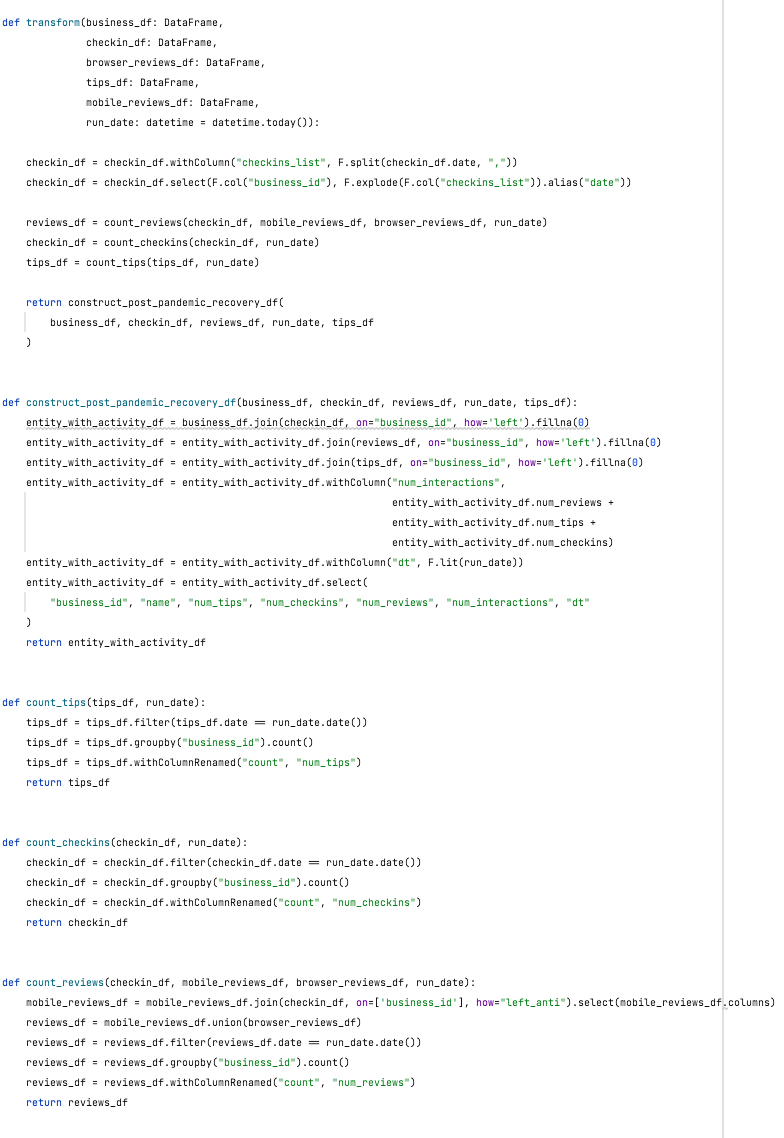 def transform(business_df: DataFrame,
              checkin_df: DataFrame,
              browser_reviews_df: DataFrame,
              tips_df: DataFrame,
              mobile_reviews_df: DataFrame,
              run_date: datetime = datetime.today()):
    checkin_df = checkin_df.withColumn("checkins_list", F.split(checkin_df.date, ","))
    checkin_df = checkin_df.select(F.col("business_id"), F.explode(F.col("checkins_list")).alias("date"))
    reviews_df = count_reviews(checkin_df, mobile_reviews_df, browser_reviews_df, run_date)
    checkin_df = count_checkins(checkin_df, run_date)
    tips_df = count_tips(tips_df, run_date)
    return construct_post_pandemic_recovery_df(
        business_df, checkin_df, reviews_df, run_date, tips_df
    )
def construct_post_pandemic_recovery_df(business_df, checkin_df, reviews_df, run_date, tips_df):
    entity_with_activity_df = business_df.join(checkin_df, on="business_id", how='left').fillna(0)
    entity_with_activity_df = entity_with_activity_df.join(reviews_df, on="business_id", how='left').fillna(0)
    entity_with_activity_df = entity_with_activity_df.join(tips_df, on="business_id", how='left').fillna(0)
    entity_with_activity_df = entity_with_activity_df.withColumn("num_interactions",
                                                                 entity_with_activity_df.num_reviews +
                                                                 entity_with_activity_df.num_tips +
                                                                 entity_with_activity_df.num_checkins)
    entity_with_activity_df = entity_with_activity_df.withColumn("dt", F.lit(run_date))
    entity_with_activity_df = entity_with_activity_df.select(
        "business_id", "name", "num_tips", "num_checkins", "num_reviews", "num_interactions", "dt"
    )
    return entity_with_activity_df
def count_tips(tips_df, run_date):
    tips_df = tips_df.filter(tips_df.date == run_date.date())
    tips_df = tips_df.groupby("business_id").count()
    tips_df = tips_df.withColumnRenamed("count", "num_tips")
    return tips_df
def count_checkins(checkin_df, run_date):
    checkin_df = checkin_df.filter(checkin_df.date == run_date.date())
    checkin_df = checkin_df.groupby("business_id").count()
    checkin_df = checkin_df.withColumnRenamed("count", "num_checkins")
    return checkin_df
def count_reviews(checkin_df, mobile_reviews_df, browser_reviews_df, run_date):
    mobile_reviews_df = mobile_reviews_df.join(checkin_df, on=['business_id'], how="left_anti").select(mobile_reviews_df.columns)
    reviews_df = mobile_reviews_df.union(browser_reviews_df)
    reviews_df = reviews_df.filter(reviews_df.date == run_date.date())
    reviews_df = reviews_df.groupby("business_id").count()
    reviews_df = reviews_df.withColumnRenamed("count", "num_reviews")
    return reviews_df